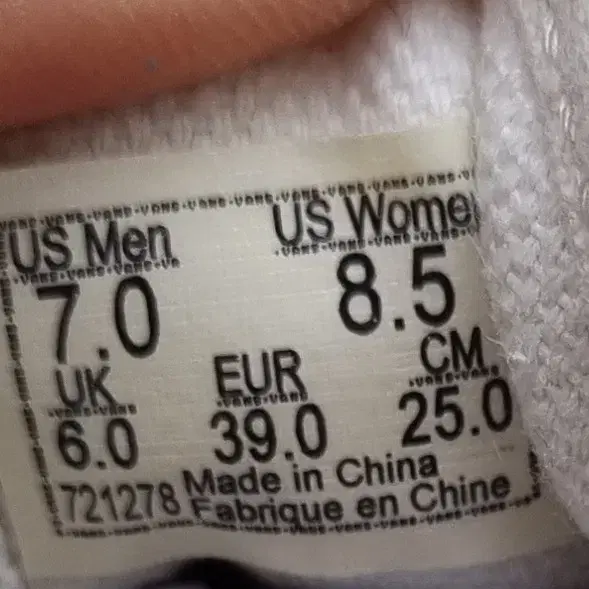 US Men US Wome
7.0 8.5
UK EUR CM
6.0 39.0 25.0
721278 Made in China
Fabrique en Chine